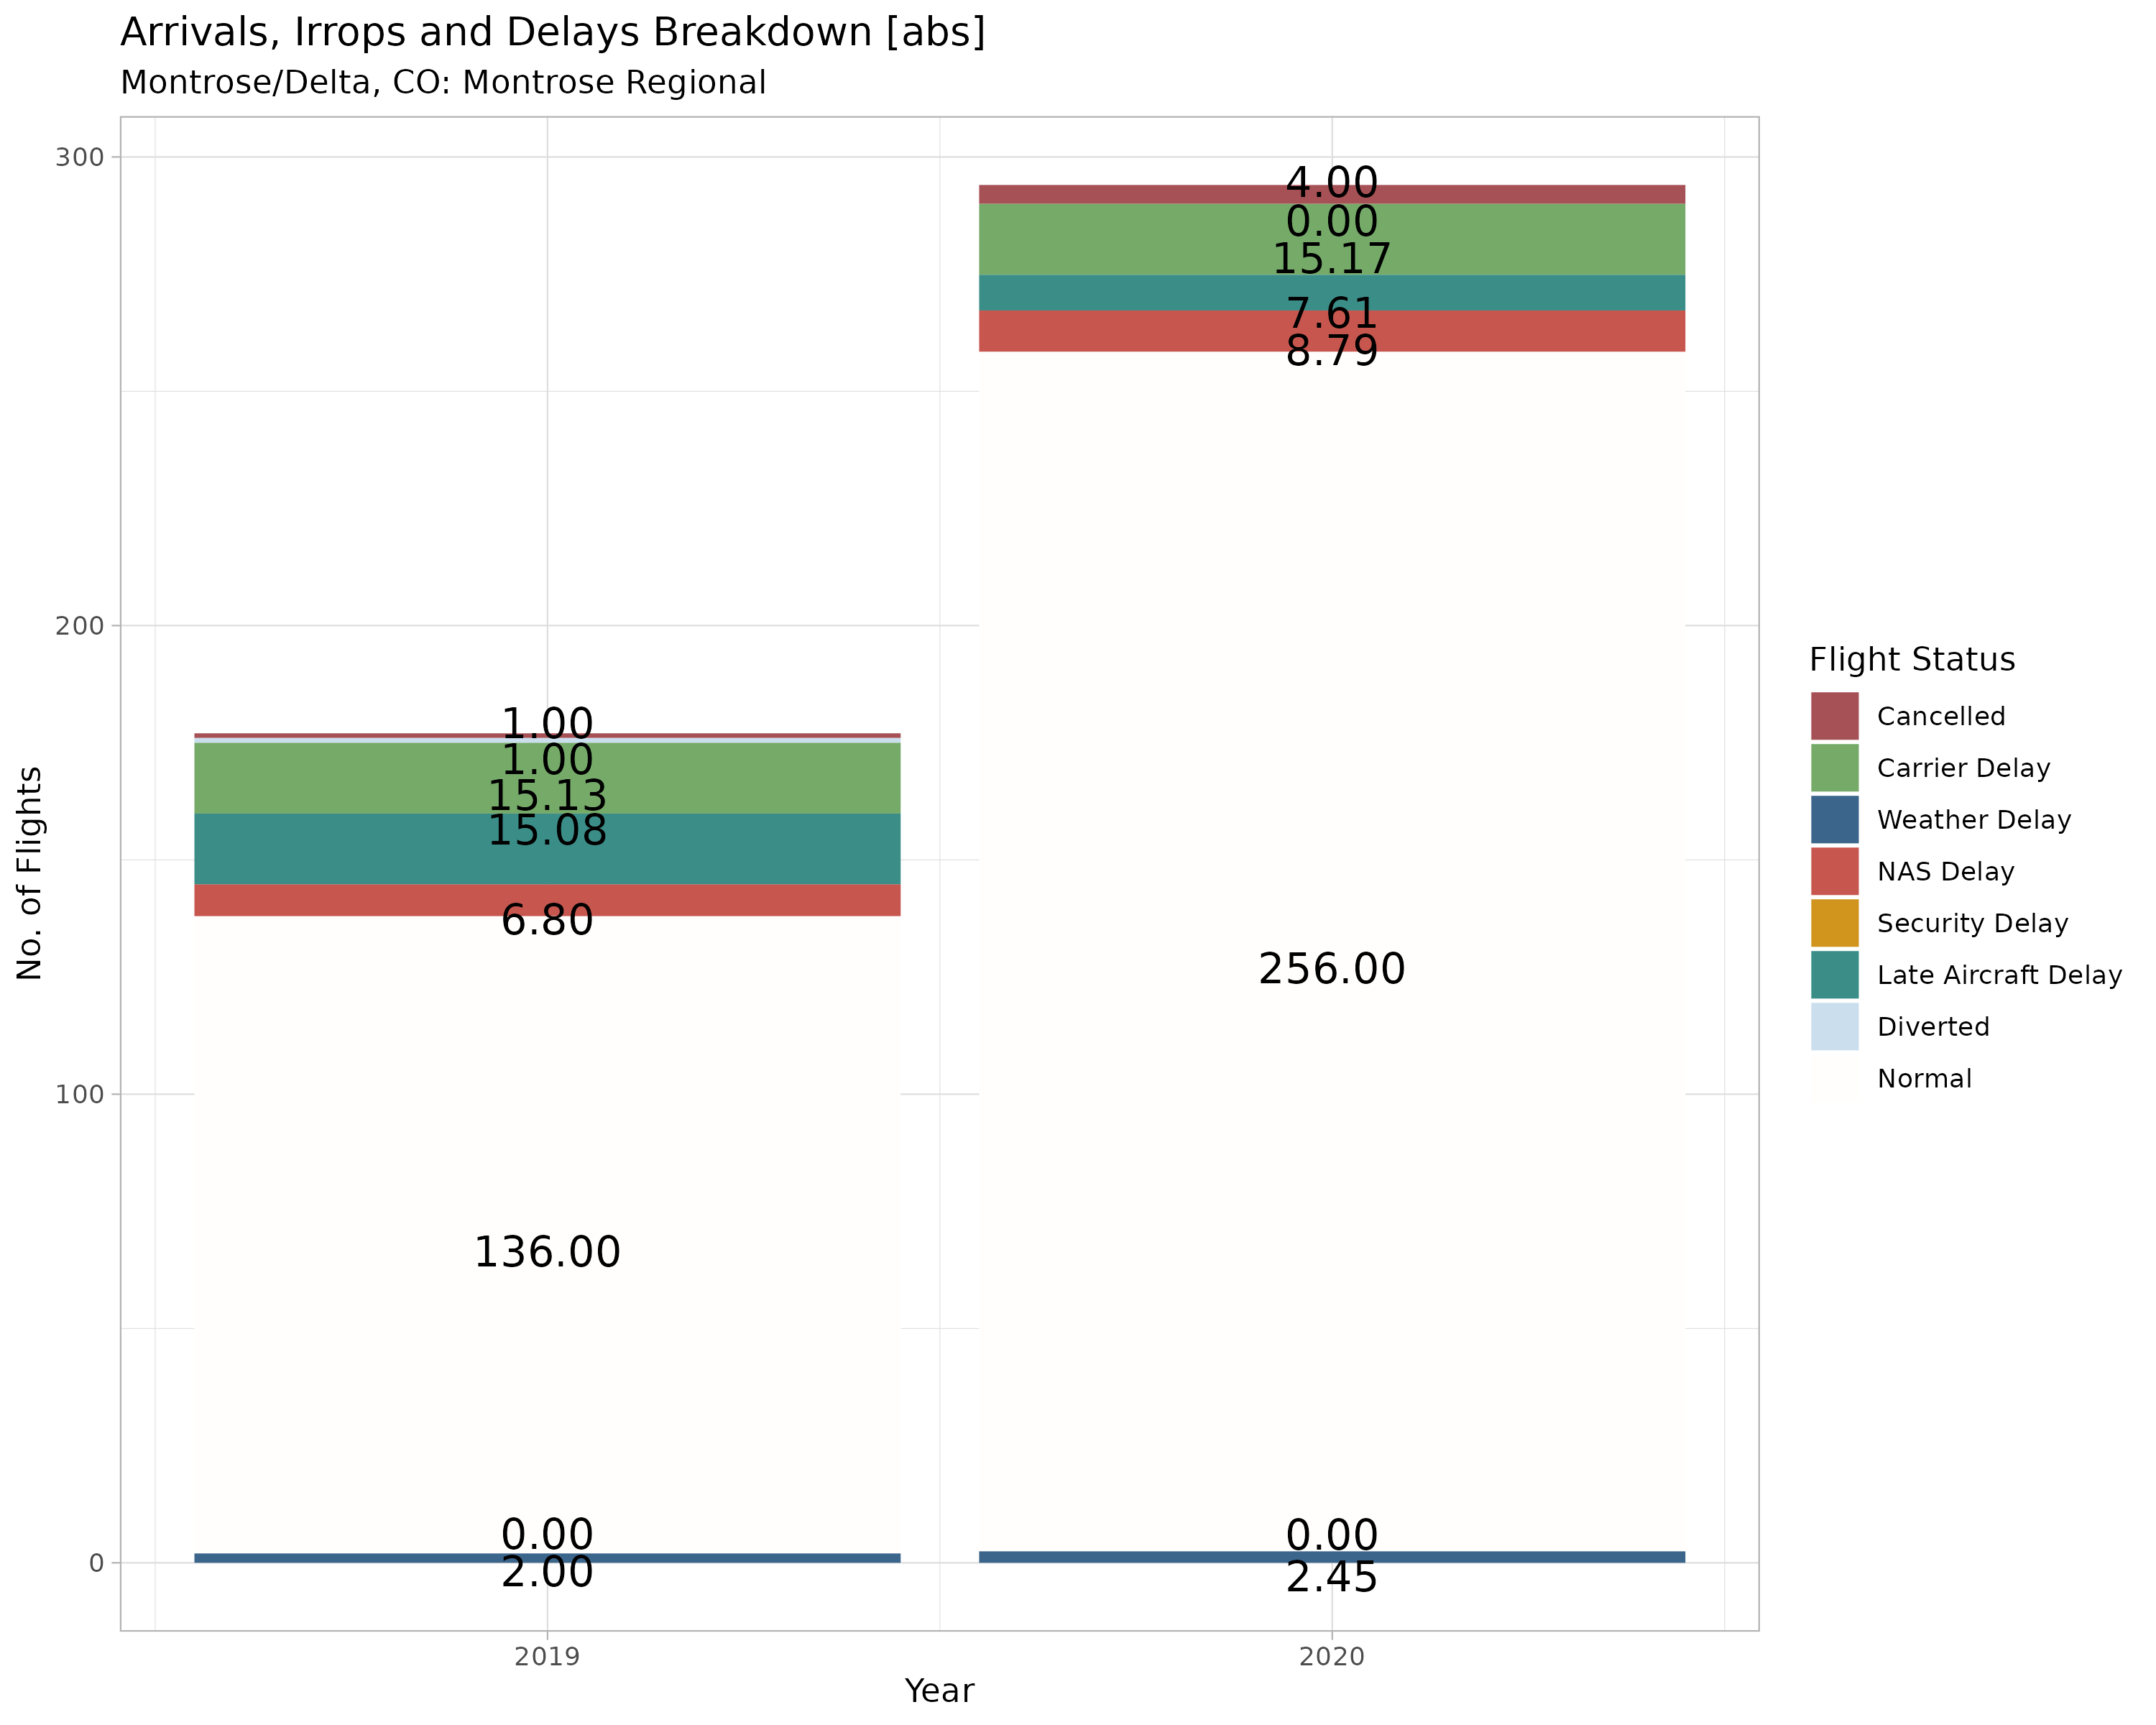 Arrivals, Irrops and Delays Breakdown [abs]
Montrose/Delta, CO: Montrose Regional
No. of Flights
300
200
100
0
1.00
1.00
15.13
15.08
6.80
136.00
0.00
2.00
4.00
0.00
15.17
7.61
8.79
256.00
0.00
2.45
2019
2020
Year
Flight Status
Cancelled
Carrier Delay
Weather Delay
NAS Delay
Security Delay
Late Aircraft Delay
Diverted
Normal